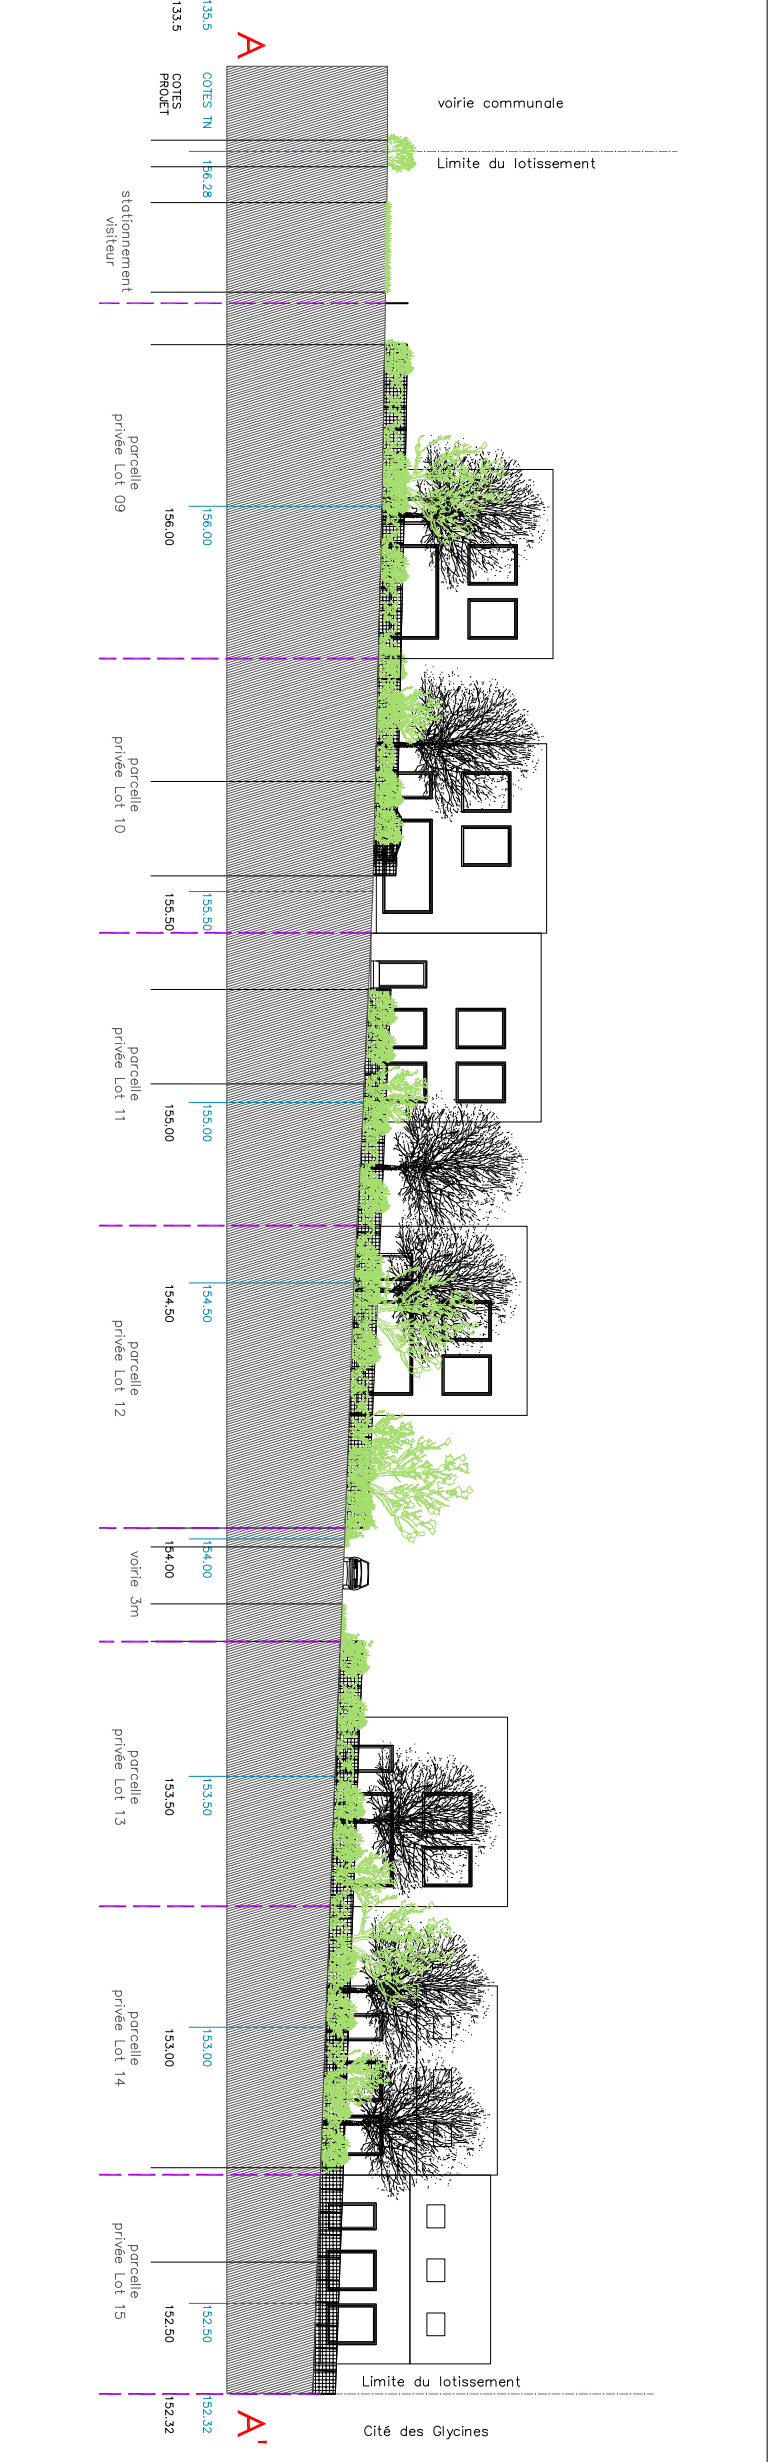 135.5
133.5
A
COTES TN
COTES
PROJET
voirie communale
Limite du lotissement
156.28
stationnement
visiteur
parcelle
privée Lot 09
156.00
156.00
parcelle
privée Lot 10
155.50
155.50
parcelle
privée Lot 11
155.00
155.00
154.50
154.50
parcelle
privée Lot 12
154.00
154.00
voirie 3m
parcelle
privée Lot 13
153.50
153.50
parcelle
privée Lot 14
153.00
153.00
parcelle
privée Lot 15
152.50
152.50
Limite du lotissement
152.32
152.32
A'
Cité des Glycines